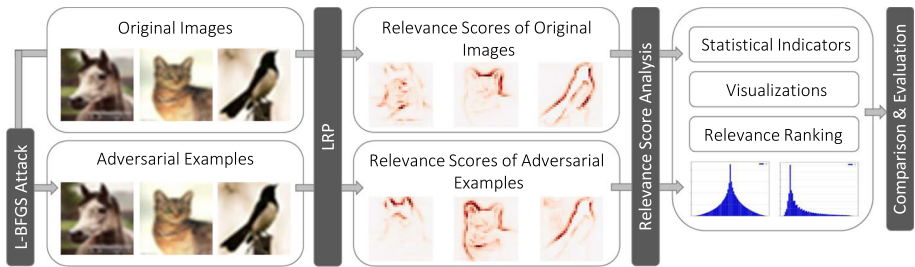 L-BFGS Attack
Original Images
Adversarial Examples
LRP
Relevance Scores of Original
Images
Relevance Scores of Adversarial
Examples
Relevance Score Analysis
Statistical Indicators
Visualizations
Relevance Ranking
Comparison & Evaluation